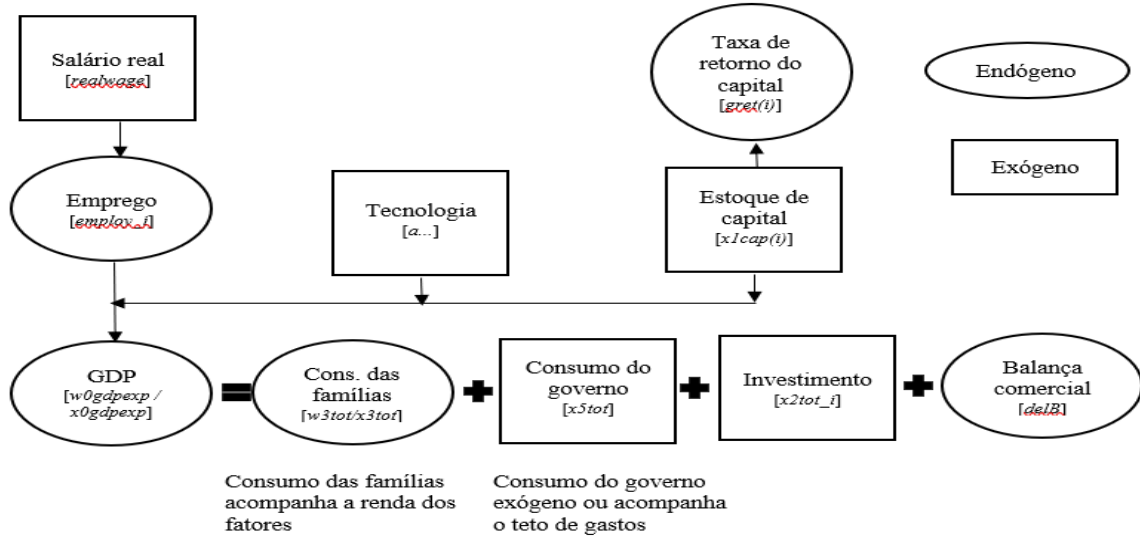 Salário real
[realwage]
Taxa de
retorno do
capital
[gret(i)]
Endógeno
Exógeno
Emprego
[employ_i]
Tecnologia
[a...]
Estoque de
capital
[x1cap(i)]
GDP
[w0gdpexp /
x0gdpexp]
Cons. das
famílias
[w3tot/x3tot]
Consumo do
governo
[x5tot]
Investimento
[x2tot_i]
Balança
comercial
[delB]
Consumo das famílias
acompanha a renda dos
fatores
Consumo do governo
exógeno ou acompanha
o teto de gastos